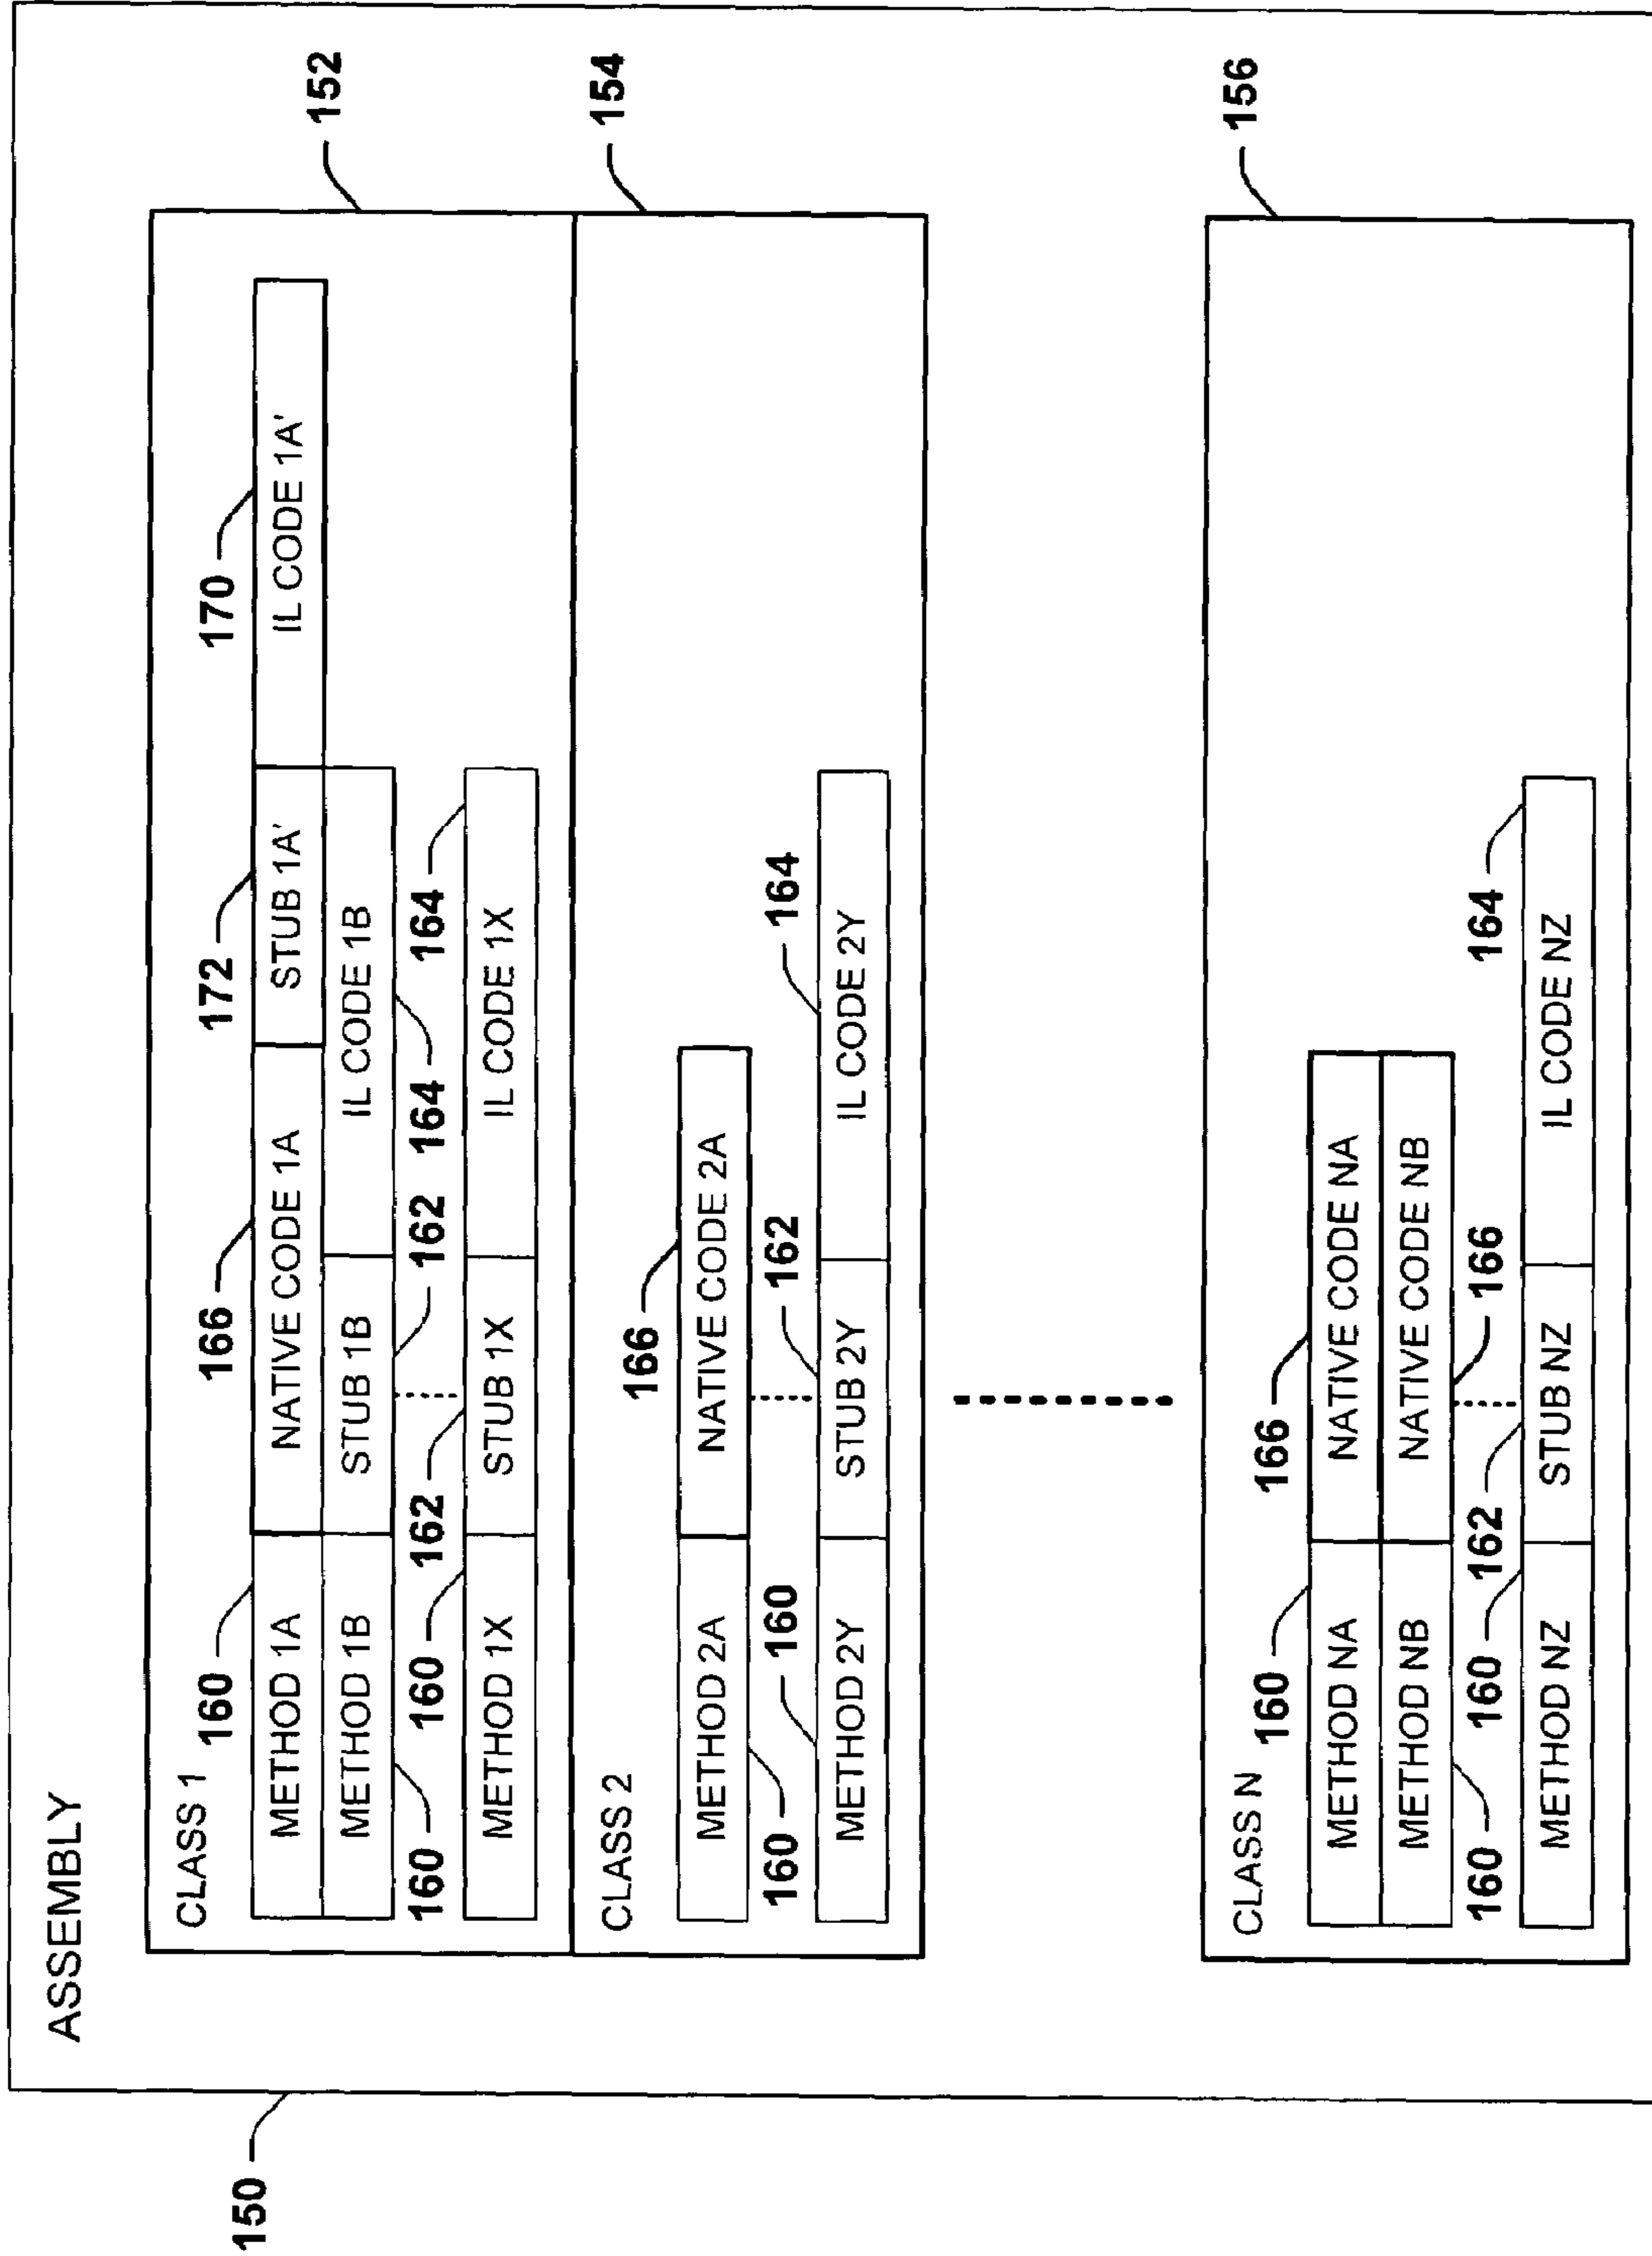 150
ASSEMBLY
CLASS 1
152
160
166
172
170
METHOD 1A NATIVE CODE 1A STUB 1A' IL CODE 1A'
METHOD 1B STUB 1B IL CODE 1B
160 160 162 162 164 164
METHOD 1X STUB 1X IL CODE 1X
CLASS 2
154
166
METHOD 2A NATIVE CODE 2A
160 160 162 164
METHOD 2Y STUB 2Y IL CODE 2Y
CLASS N
156
160 166
METHOD NA NATIVE CODE NA
METHOD NB NATIVE CODE NB
160 160 162 166 164
METHOD NZ STUB NZ IL CODE NZ